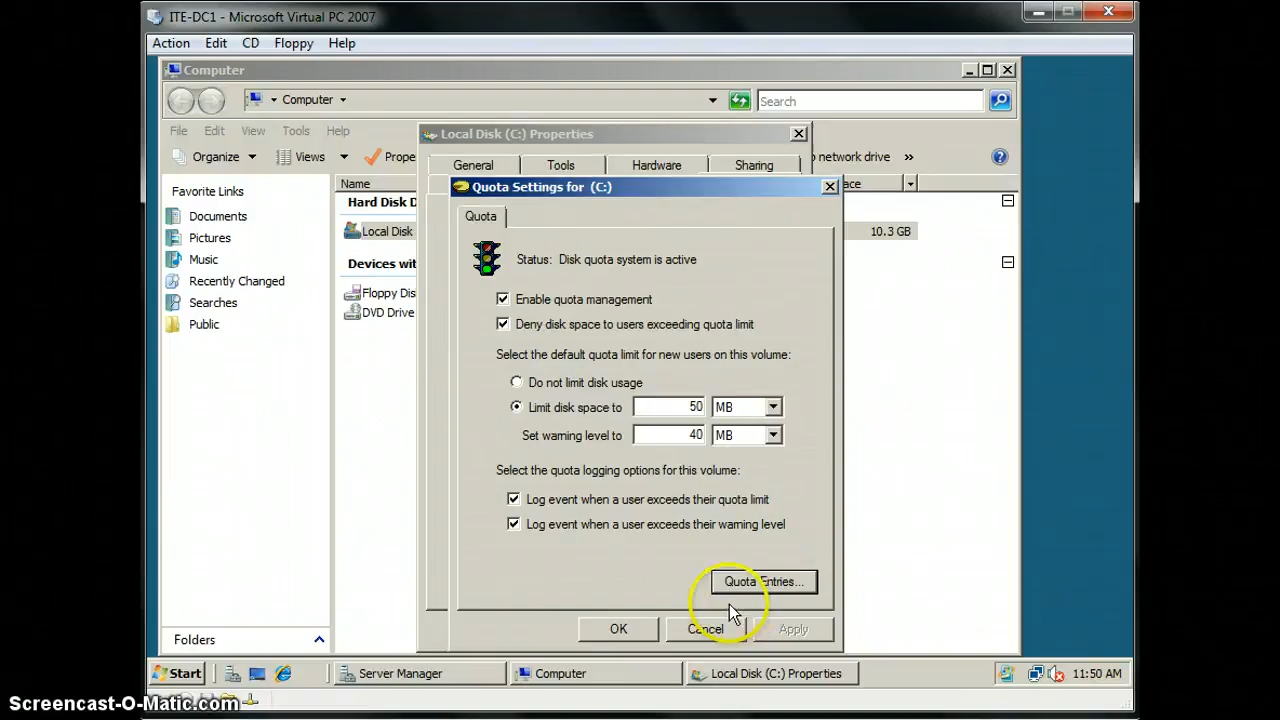 ITE-DC1 - Microsoft Virtual PC 2007
Action Edit CD Floppy Help
Computer
Computer
Search
File Edit View Tools Help
Organize Views Prope
o network drive »
Favorite Links
Documents
Pictures
Music
Recently Changed
Searches
Public
Folders
Name
ace
Hard Disk D
Local Disk
10.3 GB
Devices wit
Floppy Dis
DVD Drive
Local Disk (C:) Properties
General Tools Hardware Sharing
Quota Settings for (C:)
Quota
Status: Disk quota system is active
Enable quota management
Deny disk space to users exceeding quota limit
Select the default quota limit for new users on this volume:
Do not limit disk usage
Limit disk space to 50 MB
Set warning level to 40 MB
Select the quota logging options for this volume:
Log event when a user exceeds their quota limit
Log event when a user exceeds their warning level
Quota Entries...
OK Cancel Apply
Start Server Manager Computer Local Disk (C:) Properties 11:50 AM
Screencast-O-Matic.com